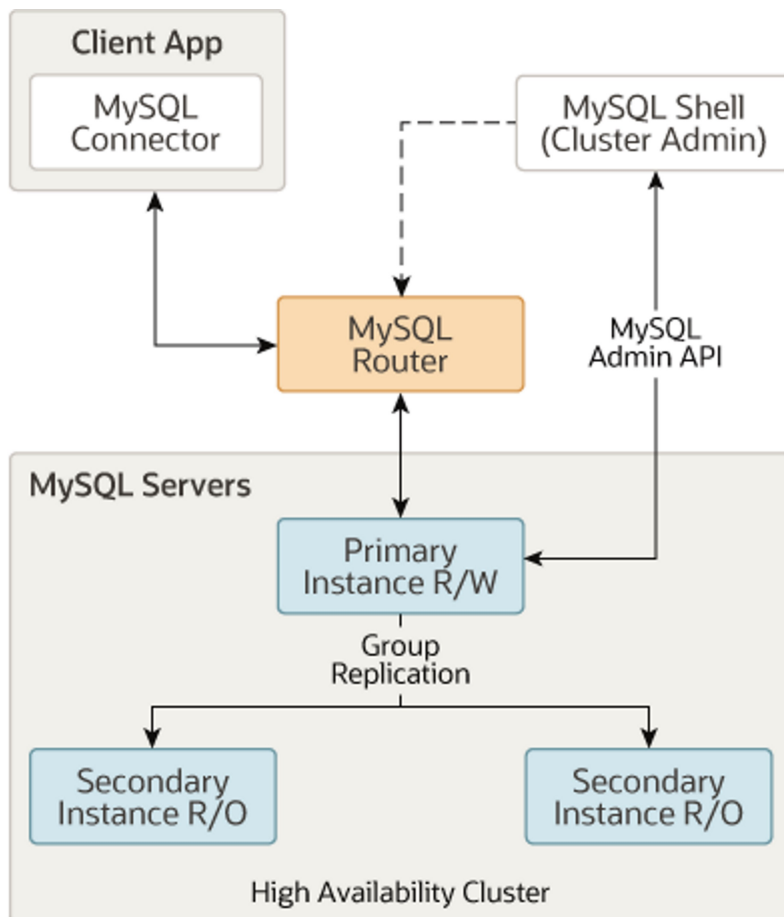 Client App
MySQL
Connector
MySQL Shell
(Cluster Admin)
MySQL
Router
MySQL
Admin API
MySQL Servers
Primary
Instance R/W
Group
Replication
Secondary
Instance R/O
Secondary
Instance R/O
High Availability Cluster